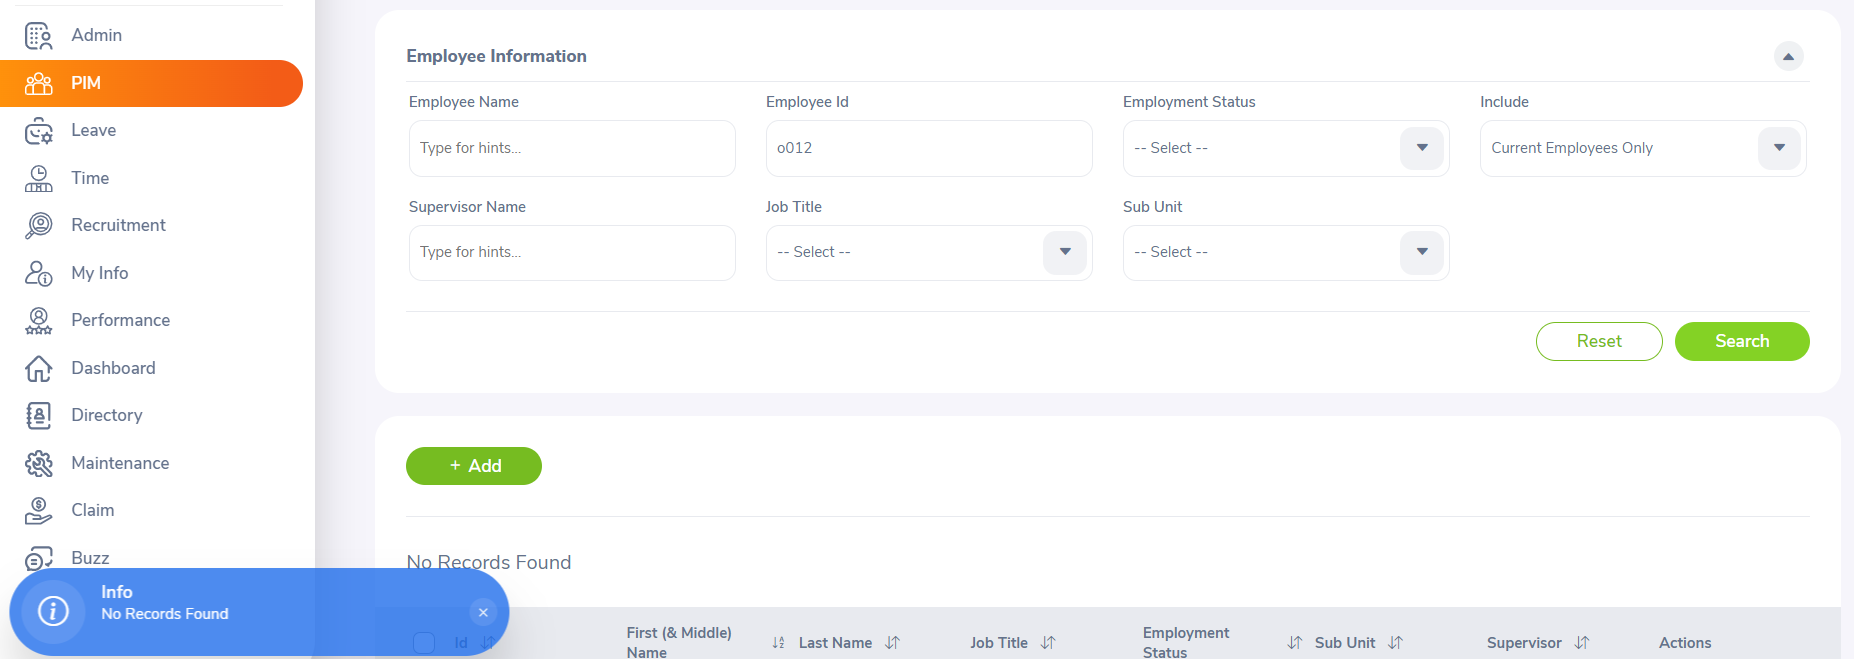 Admin
PIM
Leave
Time
Recruitment
My Info
Performance
Dashboard
Directory
Maintenance
Claim
Buzz
Info
No Records Found
Employee Information
Employee Name
Employee Id
Employment Status
Include
Type for hints...
o012
-- Select --
Current Employees Only
Supervisor Name
Job Title
Sub Unit
Type for hints...
-- Select --
-- Select --
Reset
Search
+ Add
No Records Found
Id
First (& Middle)
Name
Last Name
Job Title
Employment
Status
Sub Unit
Supervisor
Actions